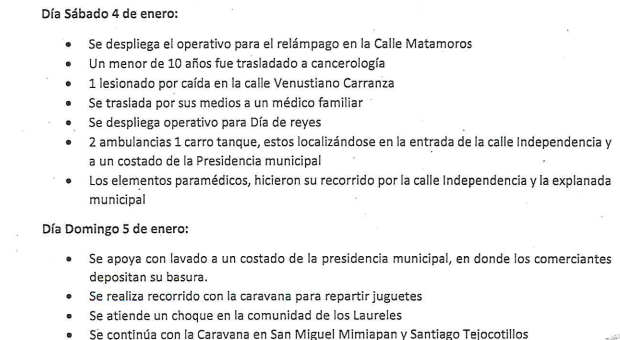 Día Sábado 4 de enero:
• Se despliega el operativo para el relámpago en la Calle Matamoros
• Un menor de 10 años fue trasladado a cancerología
• 1 lesionado por caída en la calle Venustiano Carranza
• Se traslada por sus medios a un médico familiar
• Se despliega operativo para Día de reyes
• 2 ambulancias 1 carro tanque, estos localizándose en la entrada de la calle Independencia y
a un costado de la Presidencia municipal
• Los elementos paramédicos, hicieron su recorrido por la calle Independencia y la explanada
municipal
Día Domingo 5 de enero:
• Se apoya con lavado a un costado de la presidencia municipal, en donde los comerciantes
depositan su basura.
• Se realiza recorrido con la caravana para repartir juguetes
• Se atiende un choque en la comunidad de los Laureles
• Se continúa con la Caravana en San Miguel Mimiapan y Santiago Tejocotillos